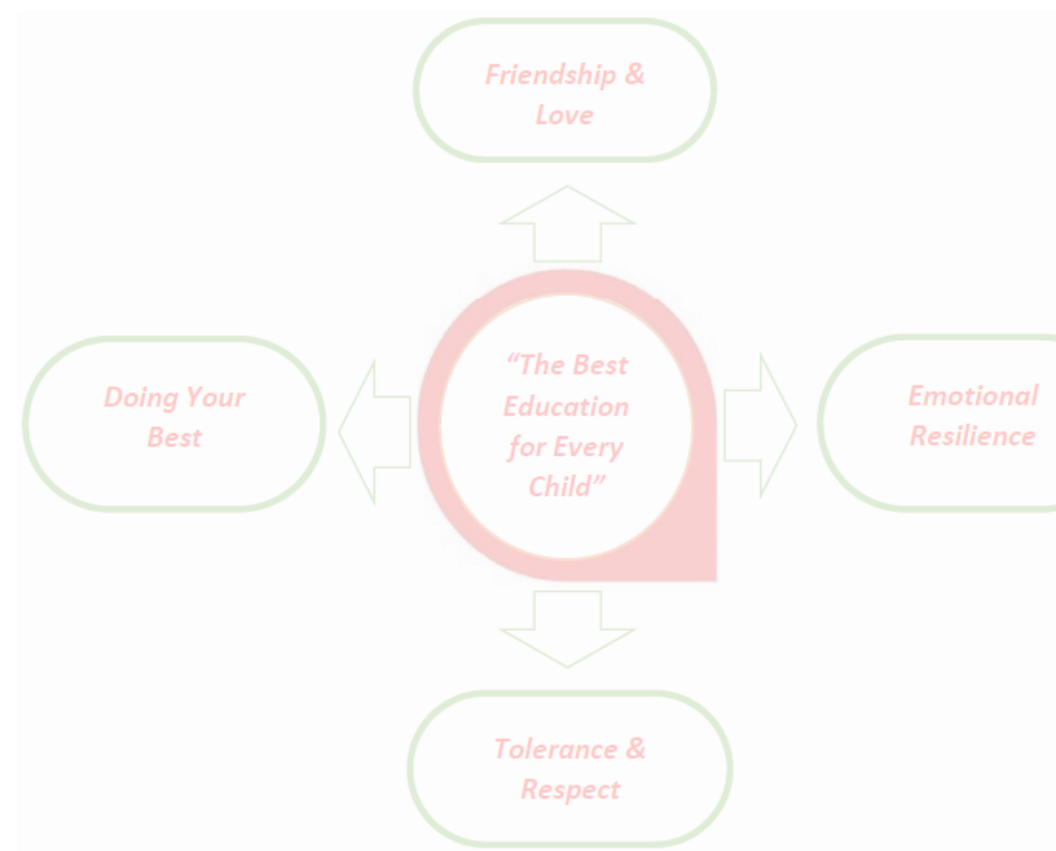 Friendship &
Love
Doing Your
Best
“The Best
Education
for Every
Child”
Emotional
Resilience
Tolerance &
Respect